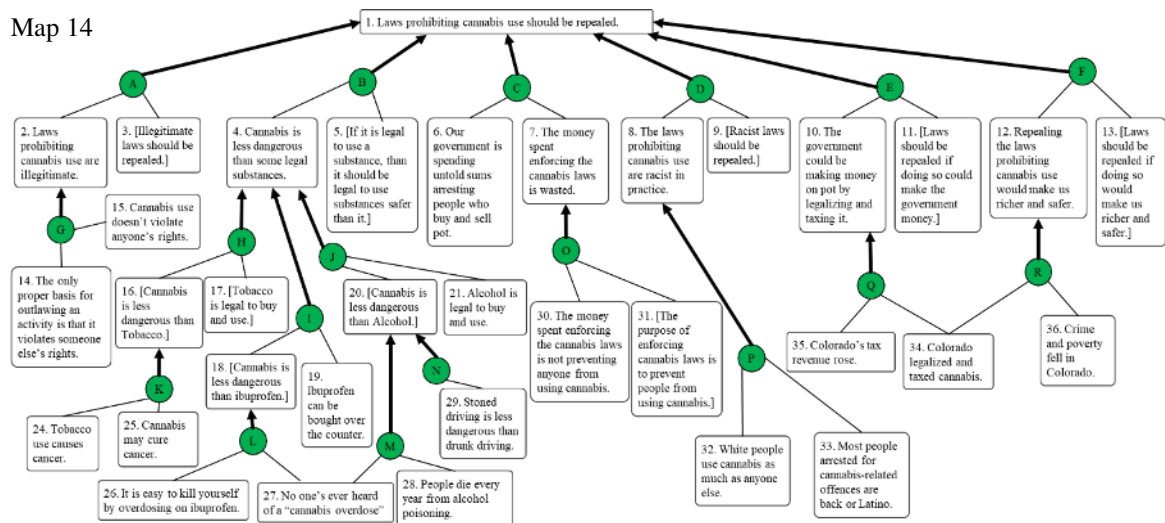 Map 14
1. Laws prohibiting cannabis use should be repealed.
A
B
C
D
E
F
2. Laws
prohibiting
cannabis use are
illegitimate.
3. [Illegitimate
laws should be
repealed.]
4. Cannabis is
less dangerous
than some legal
substances.
5. [If it is legal
to use a
substance, than
it should be
legal to use
substances safer
than it.]
6. Our
government is
spending
untold sums
arresting
people who
buy and sell
pot.
7. The money
spent
enforcing the
cannabis laws
is wasted.
8. The laws
prohibiting
cannabis use
are racist in
practice.
9. [Racist laws
should be
repealed.]
10. The
government
could be
making money
on pot by
legalizing and
taxing it.
11. [Laws
should be
repealed if
doing so could
make the
government
money.]
12. Repealing
the laws
prohibiting
cannabis use
would make us
richer and safer.
13. [Laws
should be
repealed if
doing so
would
make us
richer and
safer.]
G
15. Cannabis use
doesn't violate
anyone's rights.
H
J
O
Q
R
14. The only
proper basis for
outlawing an
activity is that it
violates someone
else's rights.
16. [Cannabis
is less
dangerous than
Tobacco.]
17. [Tobacco
is legal to buy
and use.]
I
20. [Cannabis is
less dangerous
than Alcohol.]
21. Alcohol is
legal to buy
and use.
30. The money
spent enforcing
the cannabis laws
is not preventing
anyone from
using cannabis.
31. [The
purpose of
enforcing
cannabis laws is
to prevent
people from
using cannabis.]
P
35. Colorado's tax
revenue rose.
34. Colorado
legalized and
taxed cannabis.
36. Crime
and poverty
fell in
Colorado.
K
18. [Cannabis
is less
dangerous
than ibuprofen.]
19.
Ibuprofen
can be
bought over
the counter.
N
29. Stoned
driving is less
dangerous than
drunk driving.
24. Tobacco
use causes
cancer.
25. Cannabis
may cure
cancer.
L
M
32. White people
use cannabis as
much as anyone
else.
33. Most people
arrested for
cannabis-related
offences are
back or Latino.
26. It is easy to kill yourself
by overdosing on ibuprofen.
27. No one's ever heard
of a "cannabis overdose"
28. People die every
year from alcohol
poisoning.